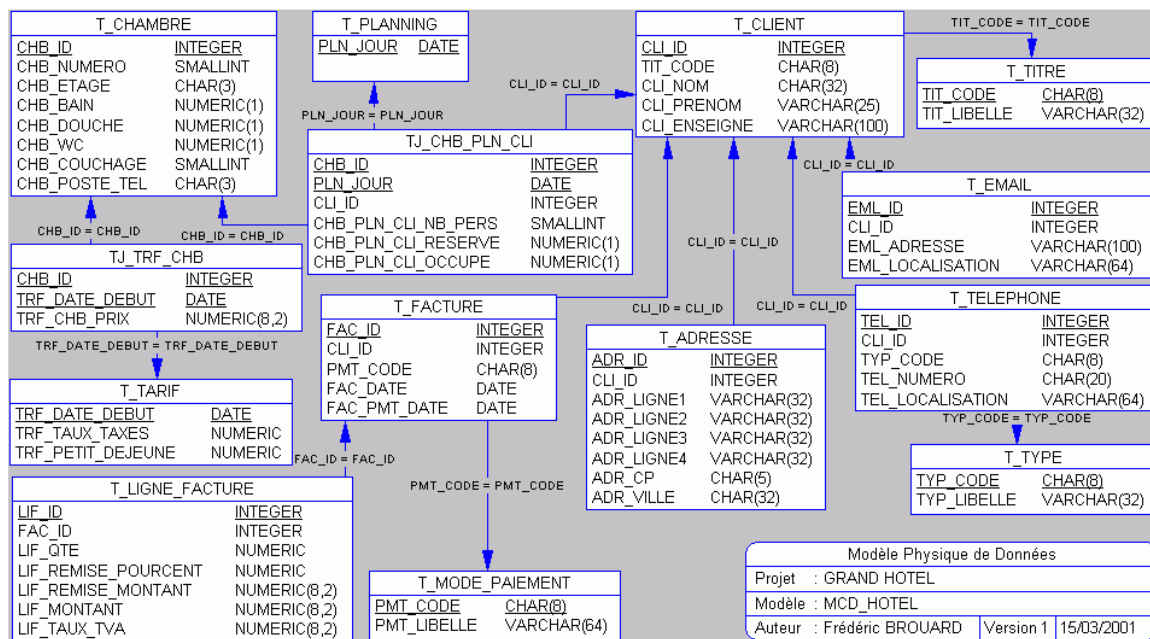 T_CHAMBRE
CHB_ID INTEGER
CHB_NUMERO SMALLINT
CHB_ETAGE CHAR(3)
CHB_BAIN NUMERIC(1)
CHB_DOUCHE NUMERIC(1)
CHB_WC NUMERIC(1)
CHB_COUCHAGE SMALLINT
CHB_POSTE_TEL CHAR(3)
T_PLANNING
PLN_JOUR DATE
T_CLIENT
CLI_ID INTEGER
TIT_CODE CHAR(8)
CLI_NOM CHAR(32)
CLI_PRENOM VARCHAR(25)
CLI_ENSEIGNE VARCHAR(100)
TIT_CODE = TIT_CODE
T_TITRE
TIT_CODE CHAR(8)
TIT_LIBELLE VARCHAR(32)
CLI_ID = CLI_ID
PLN_JOUR = PLN_JOUR
TJ_CHB_PLN_CLI
CHB_ID INTEGER
PLN_JOUR DATE
CLI_ID INTEGER
CHB_PLN_CLI_NB_PERS SMALLINT
CHB_PLN_CLI_RESERVE NUMERIC(1)
CHB_PLN_CLI_OCCUPE NUMERIC(1)
CLI_ID = CLI_ID
T_EMAIL
EML_ID INTEGER
CLI_ID INTEGER
EML_ADRESSE VARCHAR(100)
EML_LOCALISATION VARCHAR(64)
CHB_ID = CHB_ID
CHB_ID = CHB_ID
CLI_ID = CLI_ID
TJ_TRF_CHB
CHB_ID INTEGER
TRF_DATE_DEBUT DATE
TRF_CHB_PRIX NUMERIC(8,2)
TRF_DATE_DEBUT = TRF_DATE_DEBUT
T_FACTURE
FAC_ID INTEGER
CLI_ID INTEGER
PMT_CODE CHAR(8)
FAC_DATE DATE
FAC_PMT_DATE DATE
CLI_ID = CLI_ID
CLI_ID = CLI_ID
T_TELEPHONE
TEL_ID INTEGER
CLI_ID INTEGER
TYP_CODE CHAR(8)
TEL_NUMERO CHAR(20)
TEL_LOCALISATION VARCHAR(64)
T_ADRESSE
ADR_ID INTEGER
CLI_ID INTEGER
ADR_LIGNE1 VARCHAR(32)
ADR_LIGNE2 VARCHAR(32)
ADR_LIGNE3 VARCHAR(32)
ADR_LIGNE4 VARCHAR(32)
ADR_CP CHAR(5)
ADR_VILLE CHAR(32)
T_TARIF
TRF_DATE_DEBUT DATE
TRF_TAUX_TAXES NUMERIC
TRF_PETIT_DEJEUNE NUMERIC
TYP_CODE = TYP_CODE
T_TYPE
TYP_CODE CHAR(8)
TYP_LIBELLE VARCHAR(32)
FAC_ID = FAC_ID
PMT_CODE = PMT_CODE
T_LIGNE_FACTURE
LIF_ID INTEGER
FAC_ID INTEGER
LIF_QTE NUMERIC
LIF_REMISE_POURCENT NUMERIC
LIF_REMISE_MONTANT NUMERIC(8,2)
LIF_MONTANT NUMERIC(8,2)
LIF_TAUX_TVA NUMERIC(8,2)
T_MODE_PAIEMENT
PMT_CODE CHAR(8)
PMT_LIBELLE VARCHAR(64)
Modèle Physique de Données
Projet : GRAND HOTEL
Modèle : MCD_HOTEL
Auteur : Frédéric BROUARD Version 1 15/03/2001